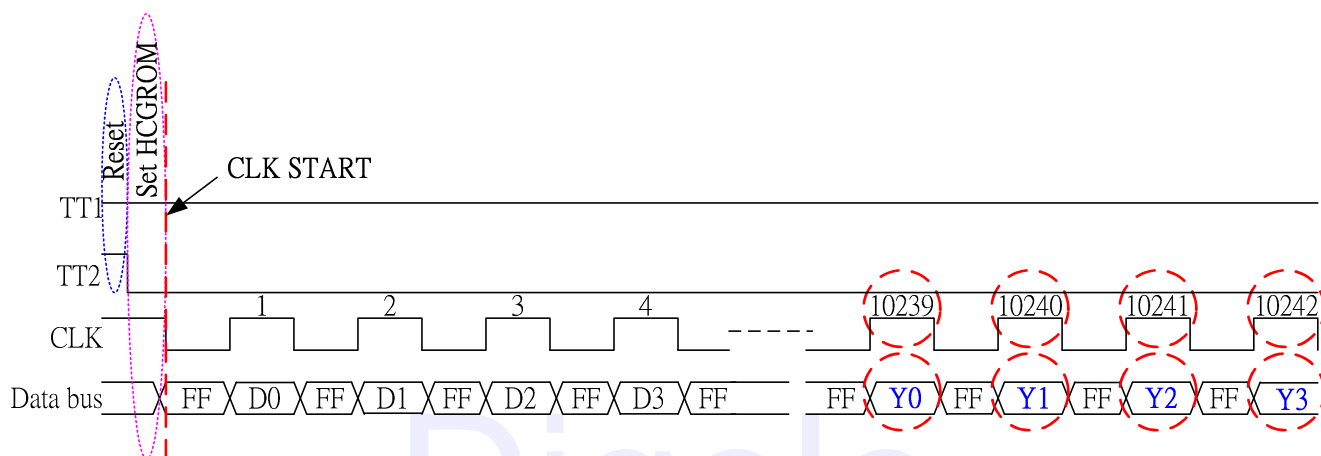 Reset
Set HCGROM
CLK START
TT1
TT2
1 2 3 4 10239 10240 10241 10242
CLK
Data bus FF D0 FF D1 FF D2 FF D3 FF FF Y0 FF Y1 FF Y2 FF Y3